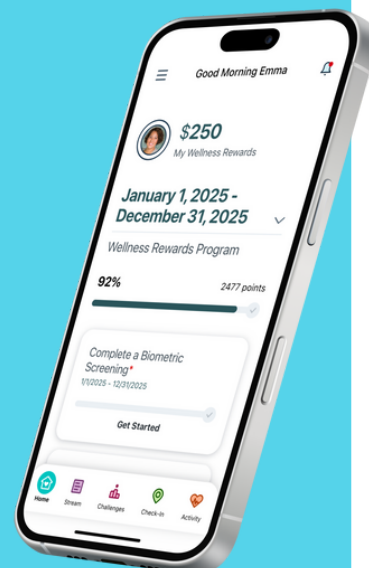 Good Morning Emma
$250
My Wellness Rewards
January 1, 2025 -
December 31, 2025
Wellness Rewards Program
92%
2477 points
Complete a Biometric
Screening*
1/1/2025 - 12/31/2025
Get Started
Home
Stream
Challenges
Check-In
Activity